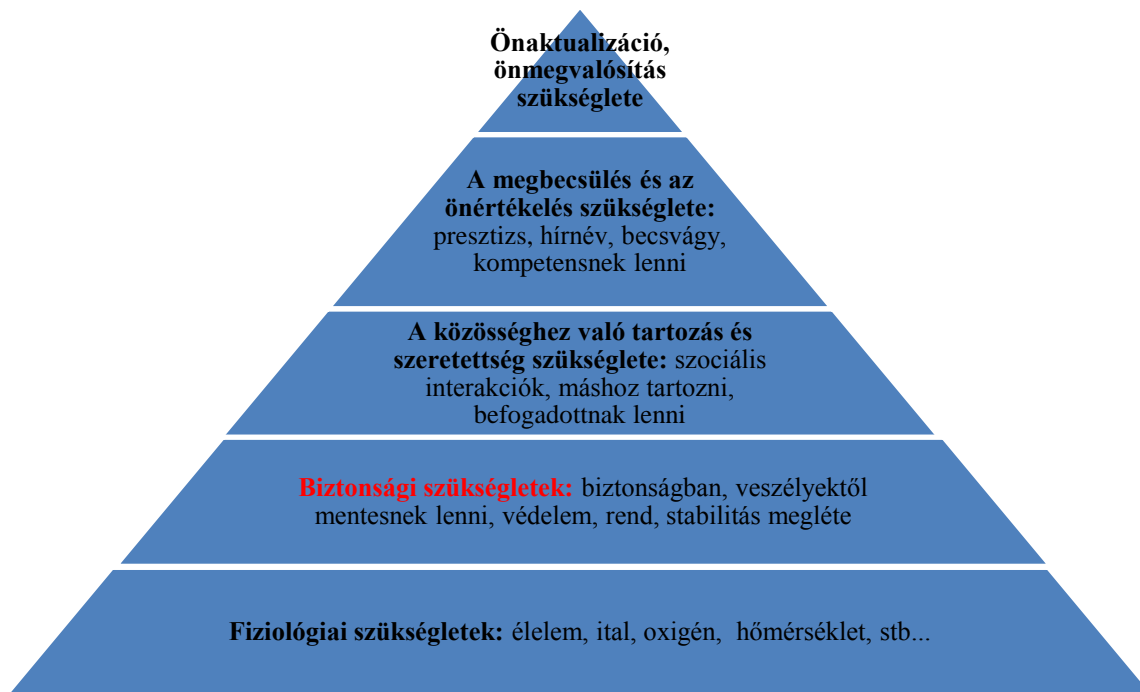 Önaktualizáció,
önmegvalósítás
szükséglete
A megbecsülés és az
önértékelés szükséglete:
presztizs, hírnév, becsvágy,
kompetensnek lenni
A közösséghez való tartozás és
szeretettség szükséglete: szociális
interakciók, máshoz tartozni,
befogadottnak lenni
Biztonsági szükségletek: biztonságban, veszélyektől
mentesnek lenni, védelem, rend, stabilitás megléte
Fiziológiai szükségletek: élelem, ital, oxigén, hőmérséklet, stb...